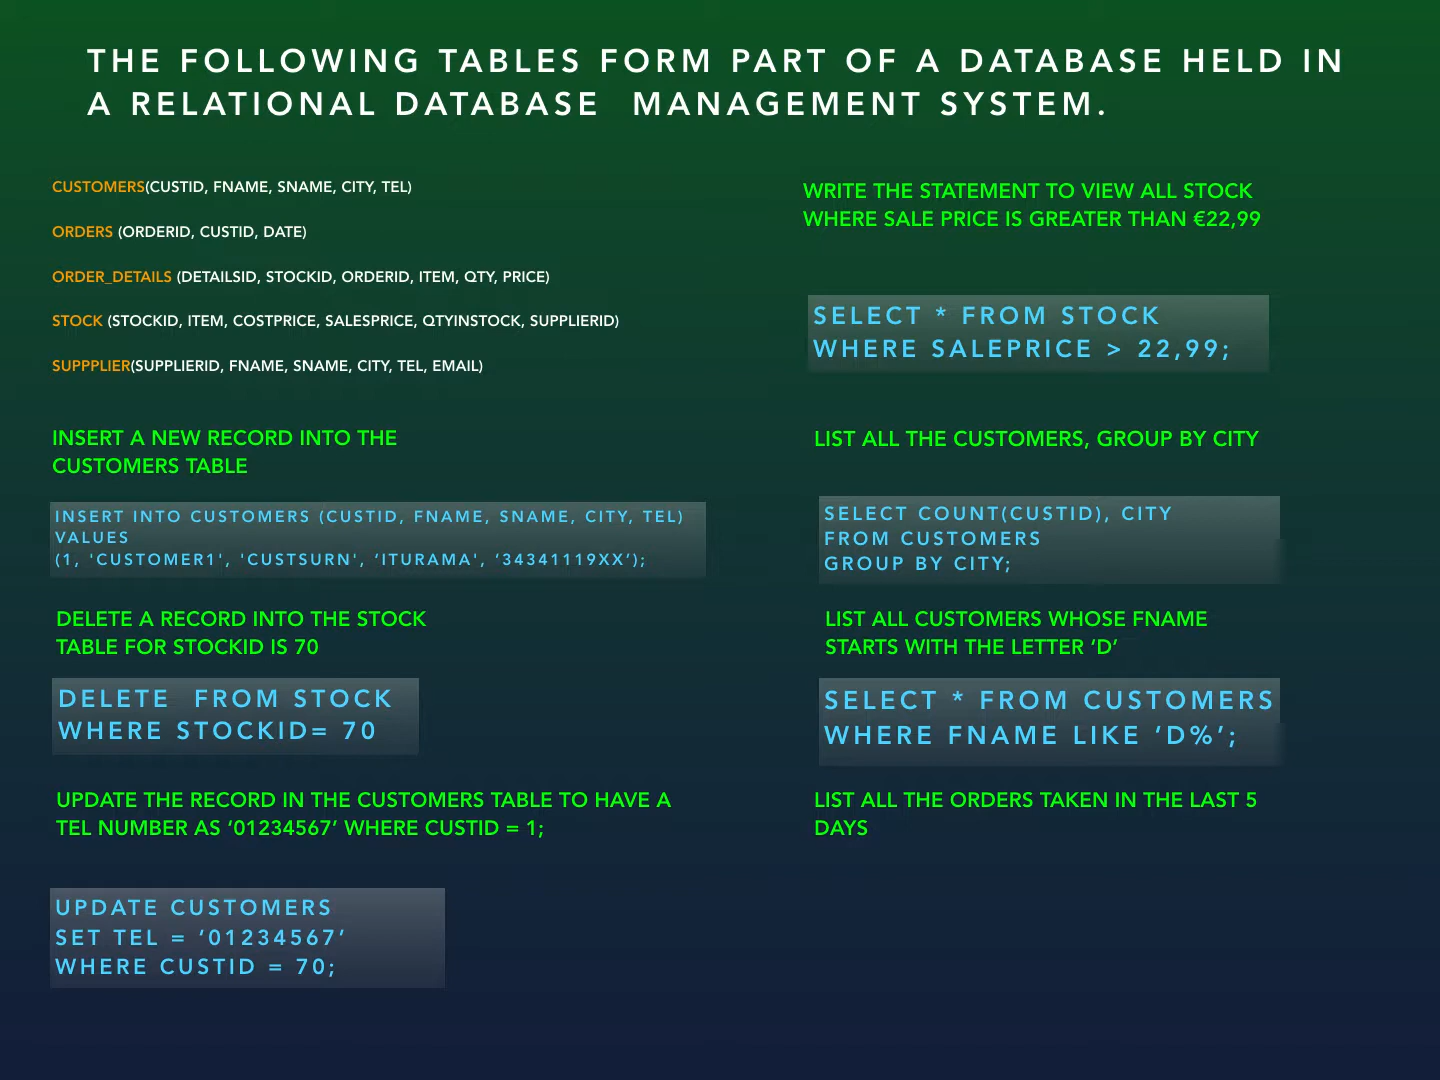 THE FOLLOWING TABLES FORM PART OF A DATABASE HELD IN
A RELATIONAL DATABASE  MANAGEMENT SYSTEM.
CUSTOMERS(CUSTID, FNAME, SNAME, CITY, TEL)
ORDERS (ORDERID, CUSTID, DATE)
ORDER_DETAILS (DETAILSID, STOCKID, ORDERID, ITEM, QTY, PRICE)
STOCK (STOCKID, ITEM, COSTPRICE, SALESPRICE, QTYINSTOCK, SUPPLIERID)
SUPPPLIER(SUPPLIERID, FNAME, SNAME, CITY, TEL, EMAIL)
INSERT A NEW RECORD INTO THE
CUSTOMERS TABLE
INSERT INTO CUSTOMERS (CUSTID, FNAME, SNAME, CITY, TEL)
VALUES
(1, 'CUSTOMER1', 'CUSTSURN', ‘ITURAMA', ‘34341119XX’);
DELETE A RECORD INTO THE STOCK
TABLE FOR STOCKID IS 70
DELETE  FROM STOCK
WHERE STOCKID= 70
UPDATE THE RECORD IN THE CUSTOMERS TABLE TO HAVE A
TEL NUMBER AS ‘01234567’ WHERE CUSTID = 1;
UPDATE CUSTOMERS
SET TEL = ‘01234567’
WHERE CUSTID = 70;
WRITE THE STATEMENT TO VIEW ALL STOCK
WHERE SALE PRICE IS GREATER THAN €22,99
SELECT * FROM STOCK
WHERE SALEPRICE > 22,99;
LIST ALL THE CUSTOMERS, GROUP BY CITY
SELECT COUNT(CUSTID), CITY
FROM CUSTOMERS
GROUP BY CITY;
LIST ALL CUSTOMERS WHOSE FNAME
STARTS WITH THE LETTER ‘D’
SELECT * FROM CUSTOMERS
WHERE FNAME LIKE ‘D%’;
LIST ALL THE ORDERS TAKEN IN THE LAST 5
DAYS